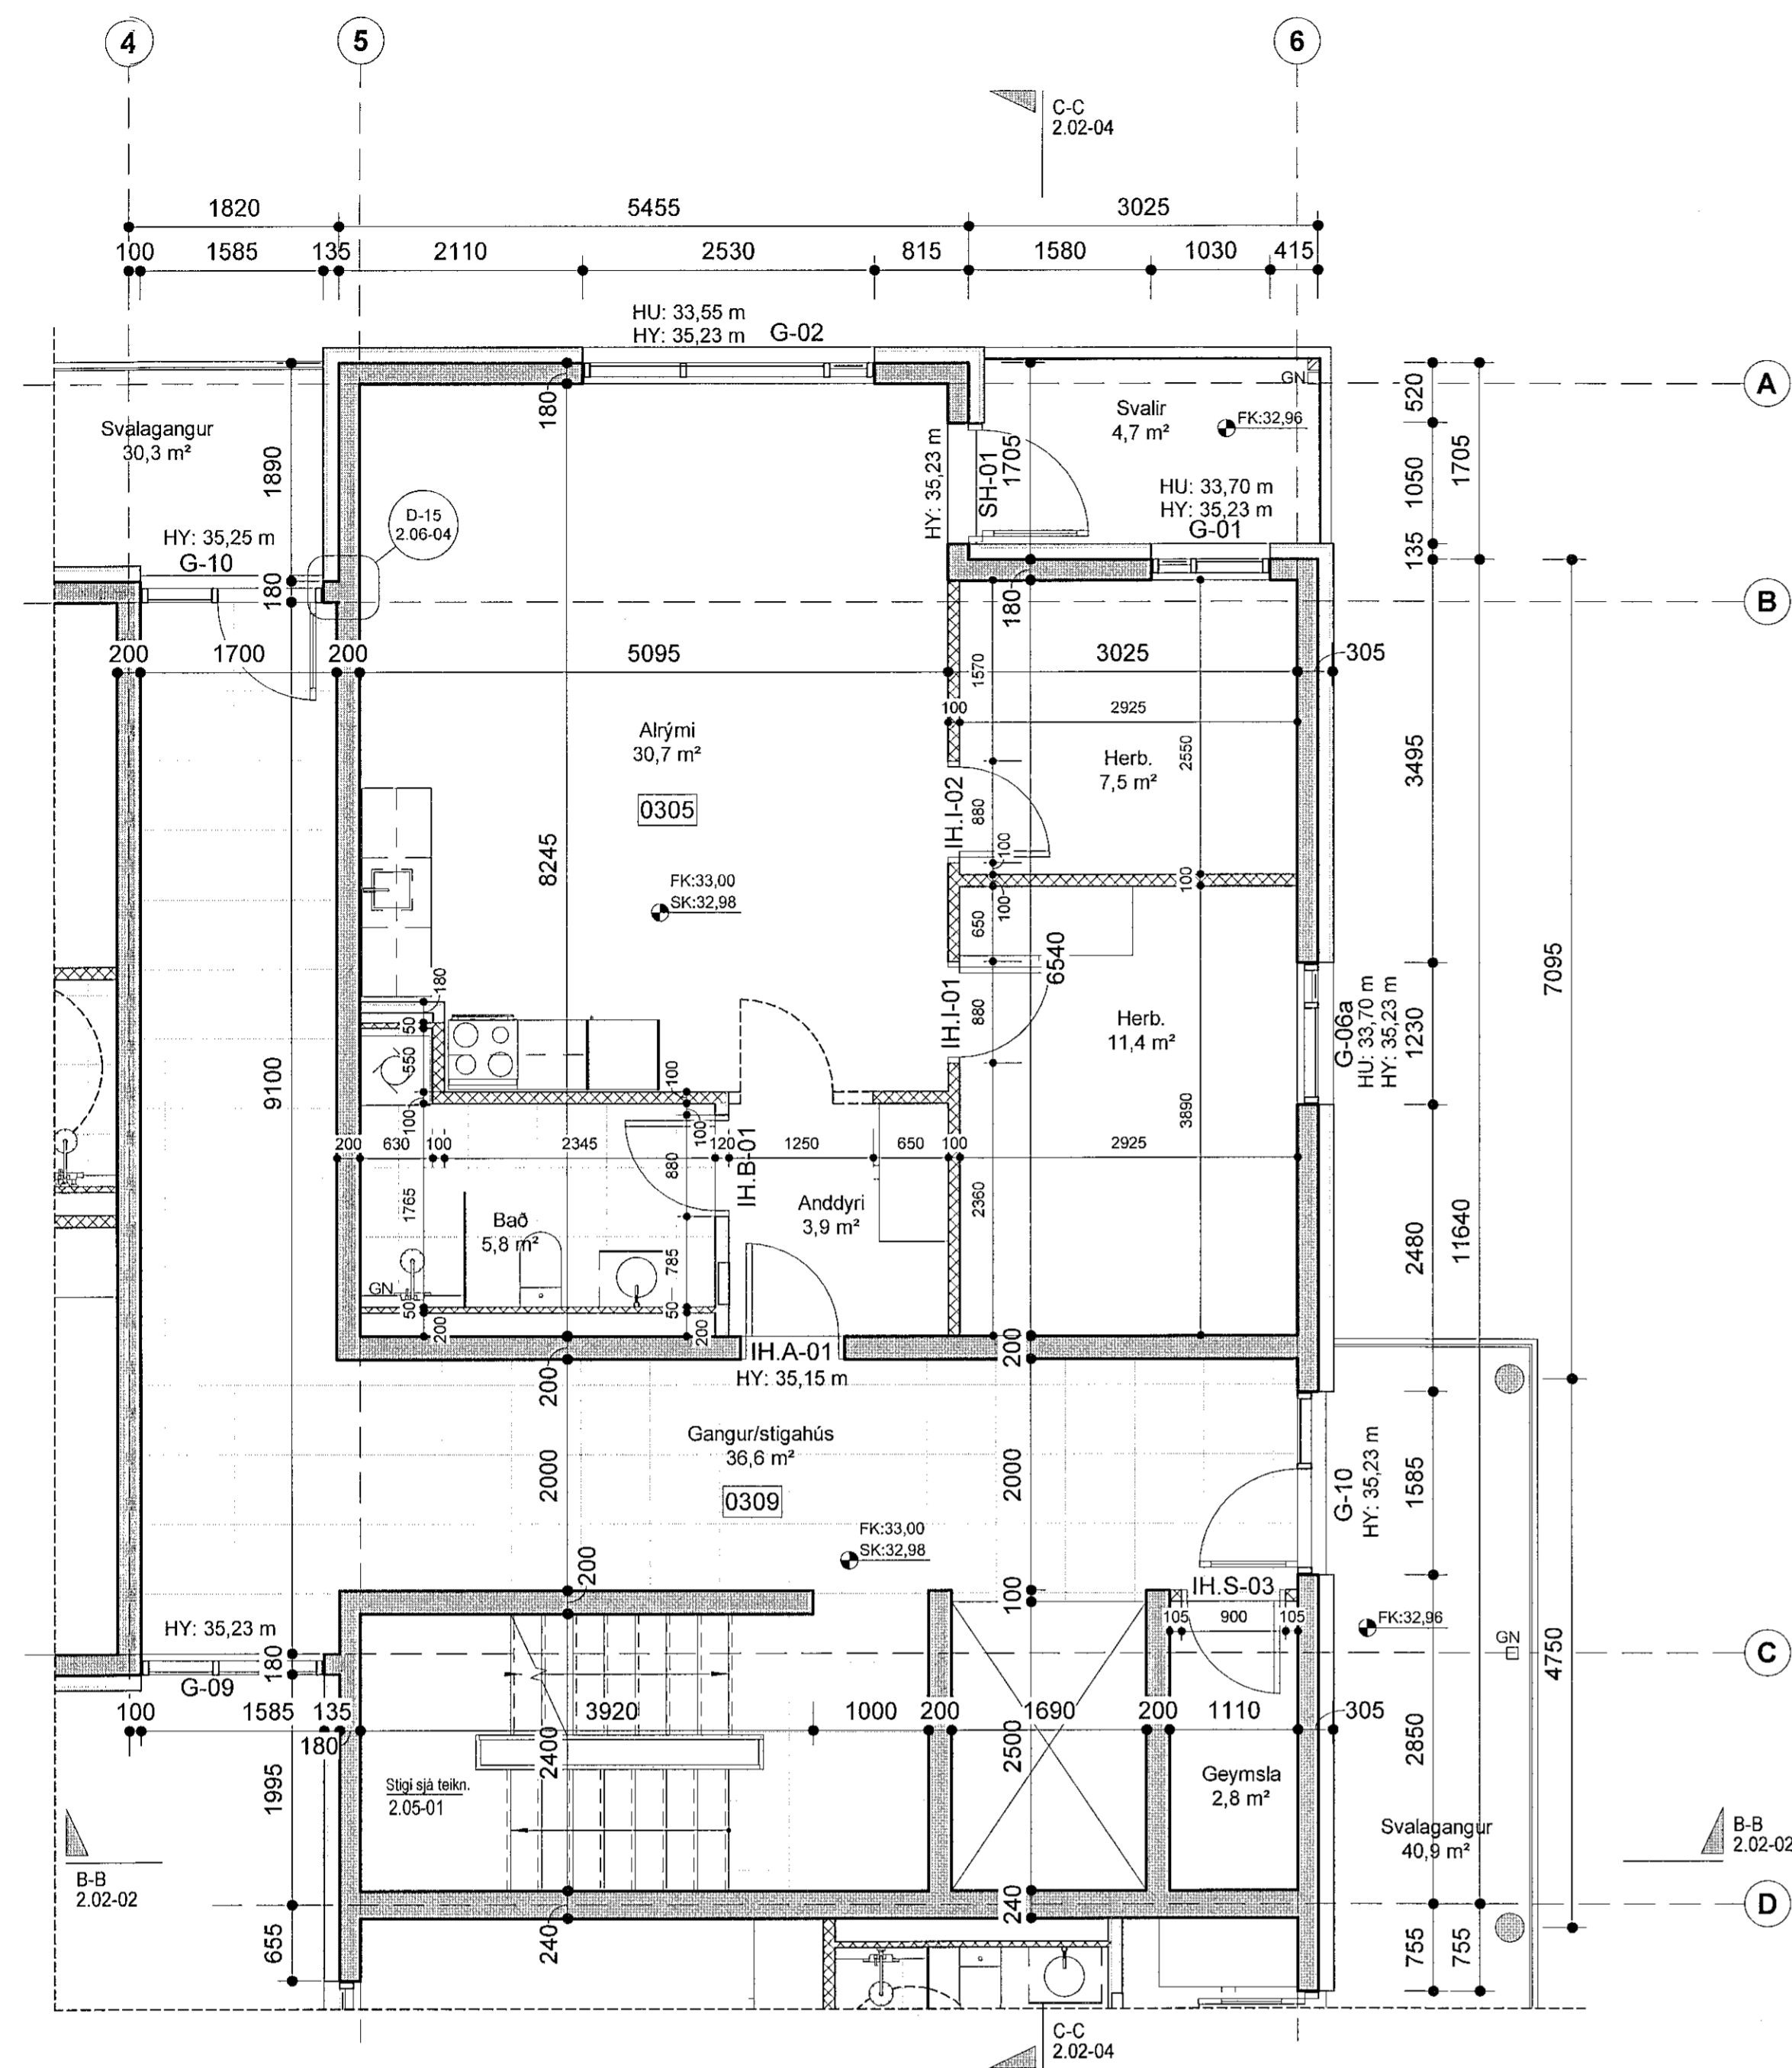 4
5
6
C-C
2.02-04
1820
5455
3025
100
1585
135
2110
2530
815
1580
1030
415
HU: 33,55 m
HY: 35,23 m
G-02
A
GN
Svalagangur
30,3 m²
1890
180
Svalir
4,7 m²
FK:32,96
520
1050
1705
135
HY: 35,23 m
SH-01
1705
HU: 33,70 m
HY: 35,23 m
G-01
D-15
2.06-04
HY: 35,25 m
G-10
180
180
B
200
1700
200
5095
3025
305
1570
100
2925
Alrými
30,7 m²
0305
Herb.
7,5 m²
2550
3495
IH.I-02
880
100
8245
FK:33,00
SK:32,98
100
100
650
6540
7095
180
IH.I-01
880
Herb.
11,4 m²
G-06a
HU: 33,70 m
HY: 35,23 m
1230
9100
50
550
100
100
100
3890
200
630
100
2345
120
1250
650
100
2925
880
IH.B-01
1765
Bað
5,8 m²
Anddyri
3,9 m²
2360
2480
11640
785
GN
50
50
200
200
200
IH.A-01
HY: 35,15 m
200
Gangur/stigahús
36,6 m²
0309
2000
2000
G-10
HY: 35,23 m
1585
FK:33,00
SK:32,98
200
100
IH.S-03
105
900
105
FK:32,96
GN
C
4750
HY: 35,23 m
180
G-09
100
1585
135
180
3920
1000
200
1690
200
1110
305
1995
2400
2500
2850
Stigi sjá teikn.
2.05-01
Geymsla
2,8 m²
Svalagangur
40,9 m²
B-B
2.02-02
B-B
2.02-02
D
655
240
240
755
755
C-C
2.02-04